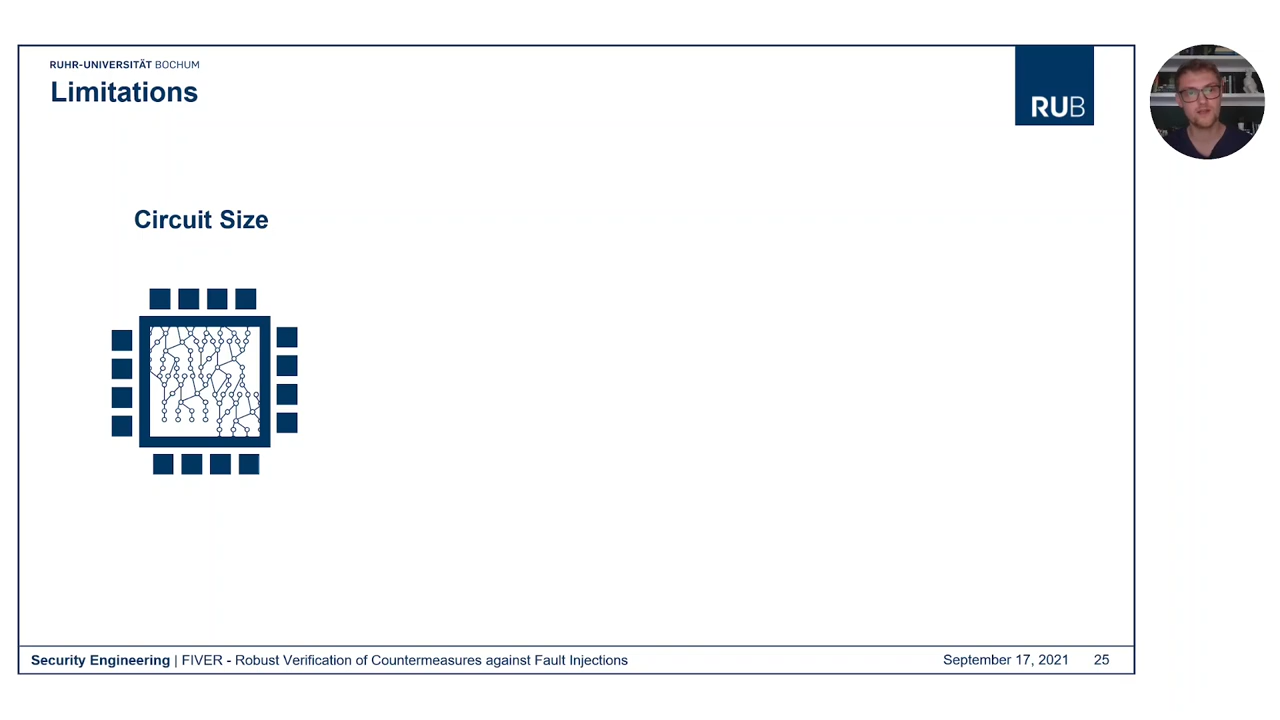 RUHR-UNIVERSITÄT BOCHUM
Limitations
RUB
Circuit Size
Security Engineering | FIVER - Robust Verification of Countermeasures against Fault Injections
September 17, 2021 25